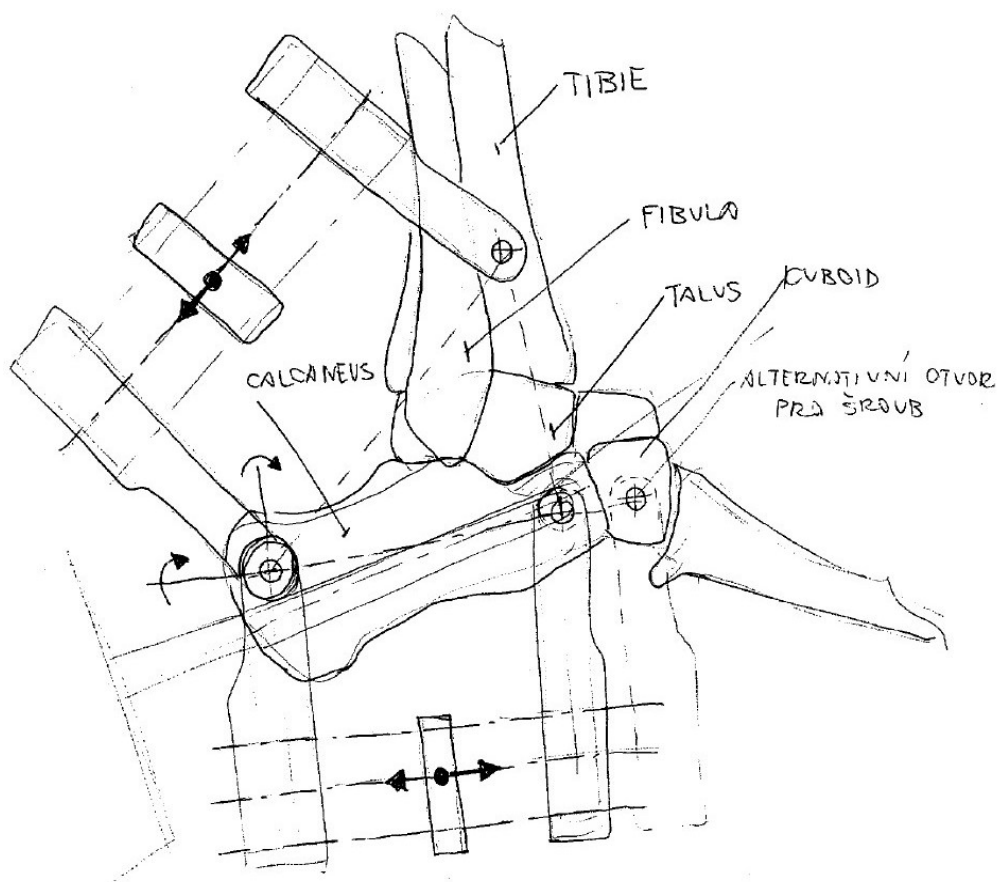 TIBIE
FIBULA
TALUS
CUBOID
CALCANEUS
ALTERNATIVNÍ OTVOR
PRO ŠROUB